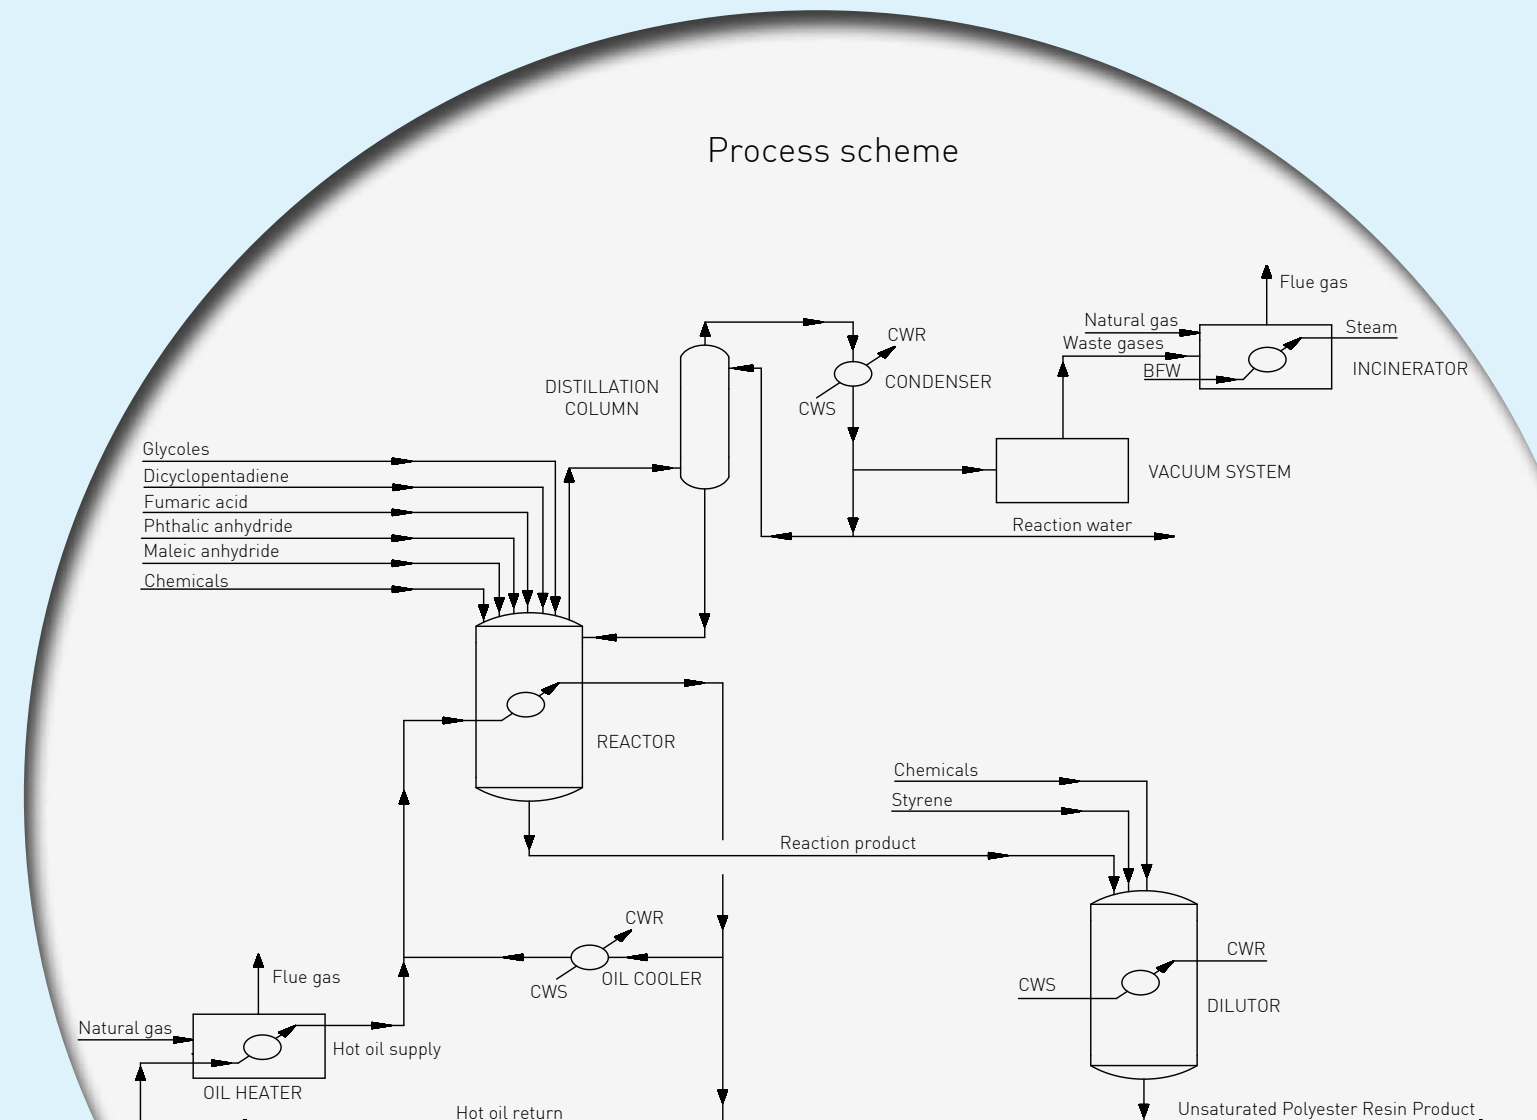 Process scheme
Flue gas
Natural gas
Steam
Waste gases
BFW
INCINERATOR
CWR
CONDENSER
CWS
DISTILLATION
COLUMN
VACUUM SYSTEM
Reaction water
Glycoles
Dicyclopentadiene
Fumaric acid
Phthalic anhydride
Maleic anhydride
Chemicals
REACTOR
Chemicals
Styrene
Reaction product
CWR
OIL COOLER
CWS
CWR
CWS
DILUTOR
Flue gas
Natural gas
Hot oil supply
OIL HEATER
Hot oil return
Unsaturated Polyester Resin Product